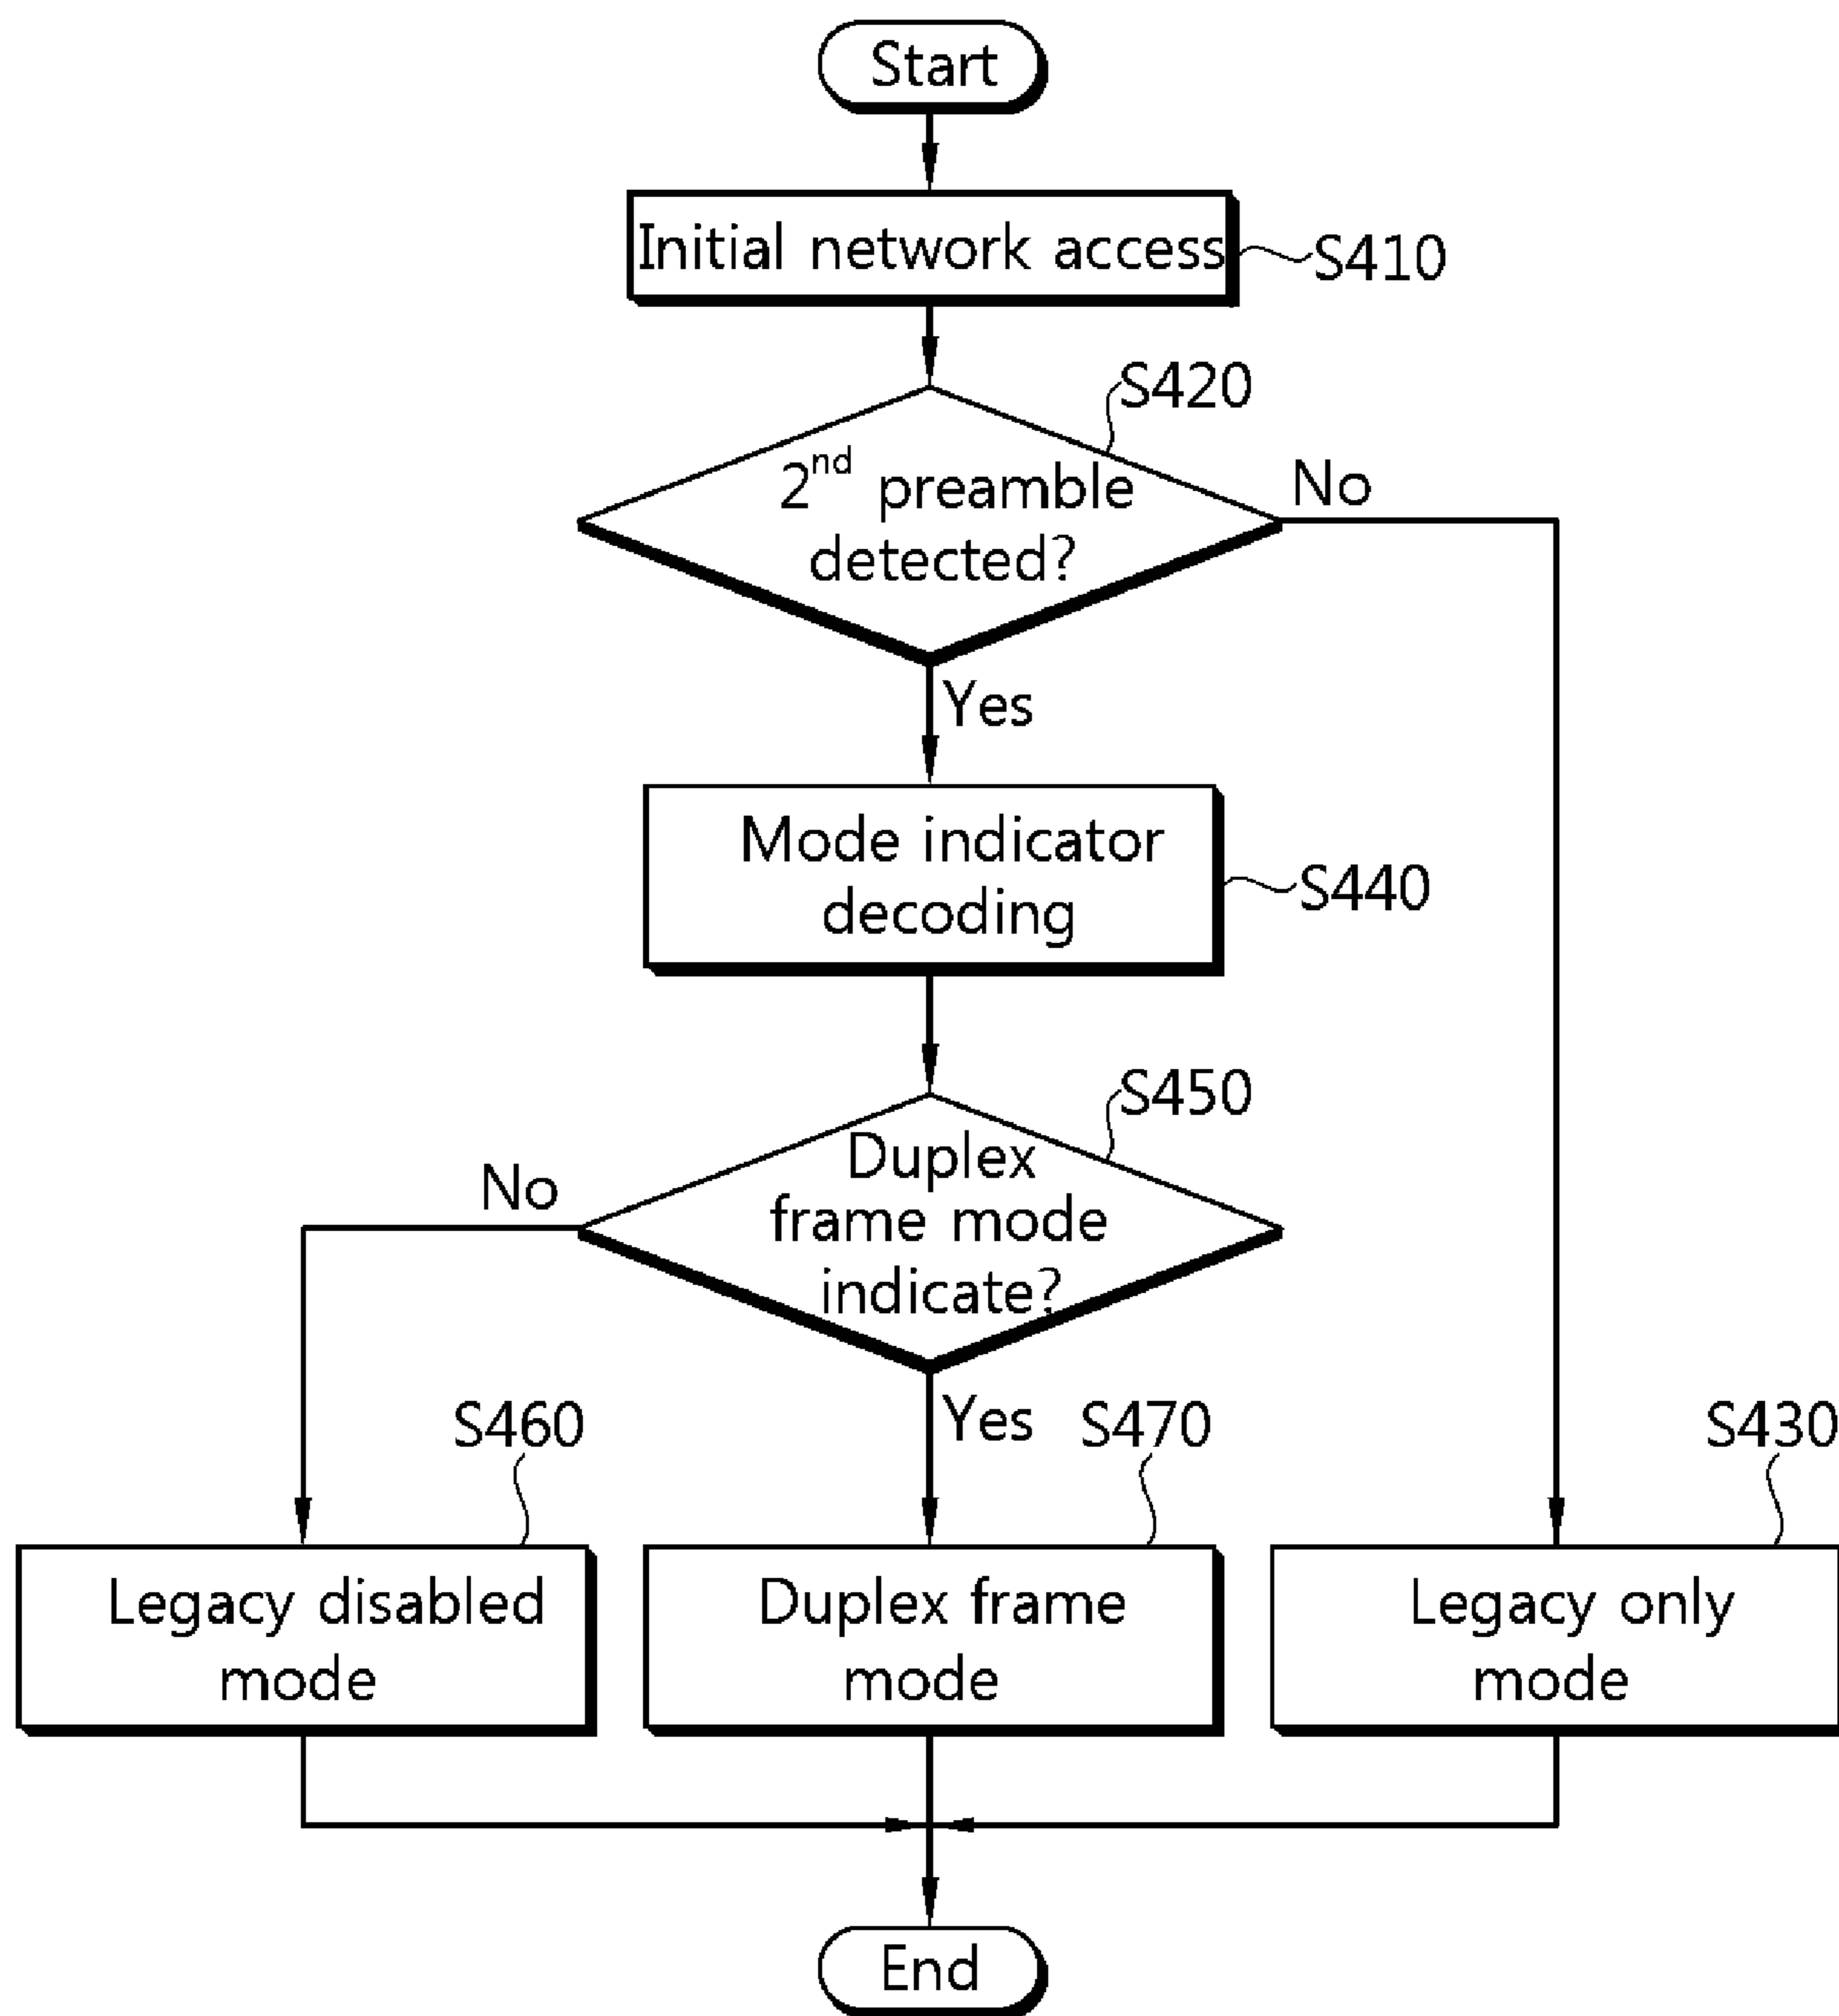 Start
Initial network access
S410
S420
2nd preamble
detected?
No
Yes
Mode indicator
decoding
S440
S450
Duplex
frame mode
indicate?
No
Yes
S460
S470
S430
Legacy disabled
mode
Duplex frame
mode
Legacy only
mode
End